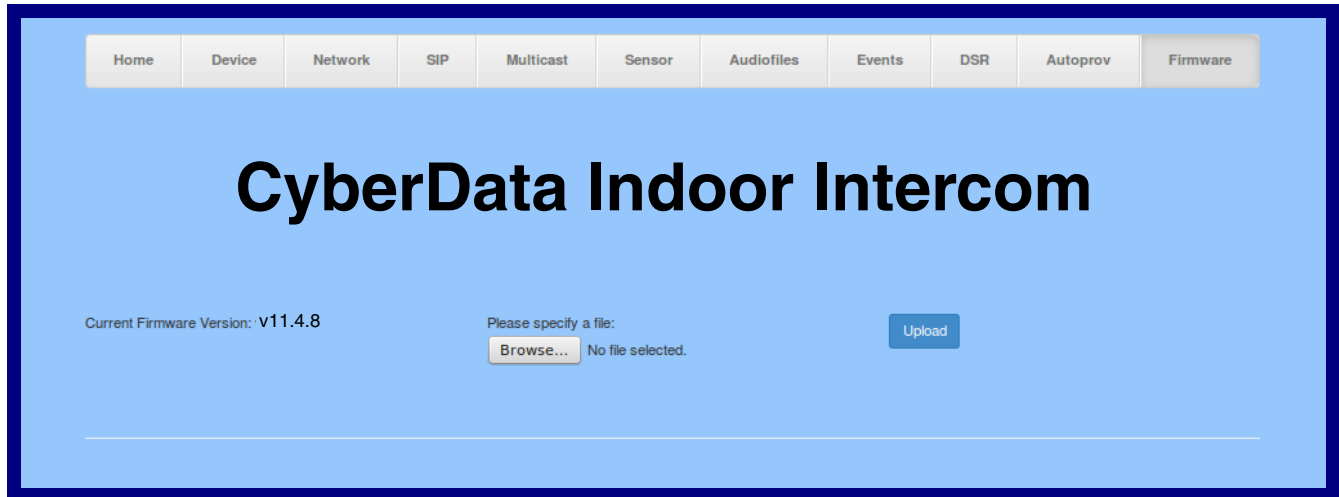 Home Device Network SIP Multicast Sensor Audiofiles Events DSR Autoprov Firmware
CyberData Indoor Intercom
Current Firmware Version: v11.4.8 Please specify a file: Upload
Browse... No file selected.